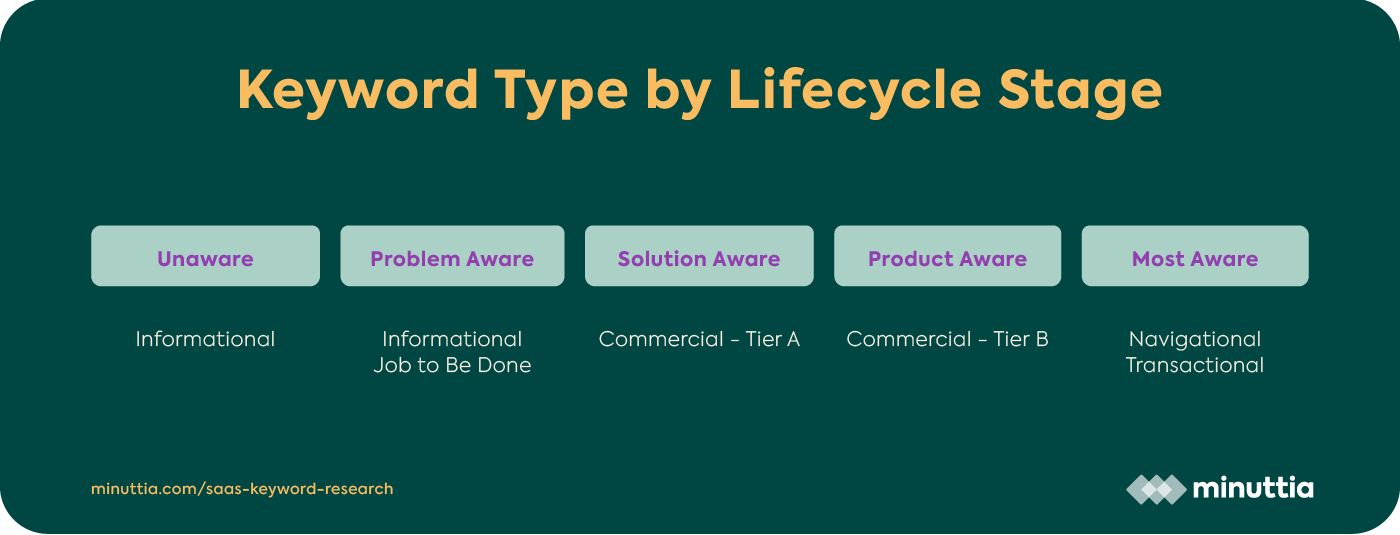 Keyword Type by Lifecycle Stage
Unaware
Problem Aware
Solution Aware
Product Aware
Most Aware
Informational
Informational
Job to Be Done
Commercial - Tier A
Commercial - Tier B
Navigational
Transactional
minuttia.com/saas-keyword-research
minuttia